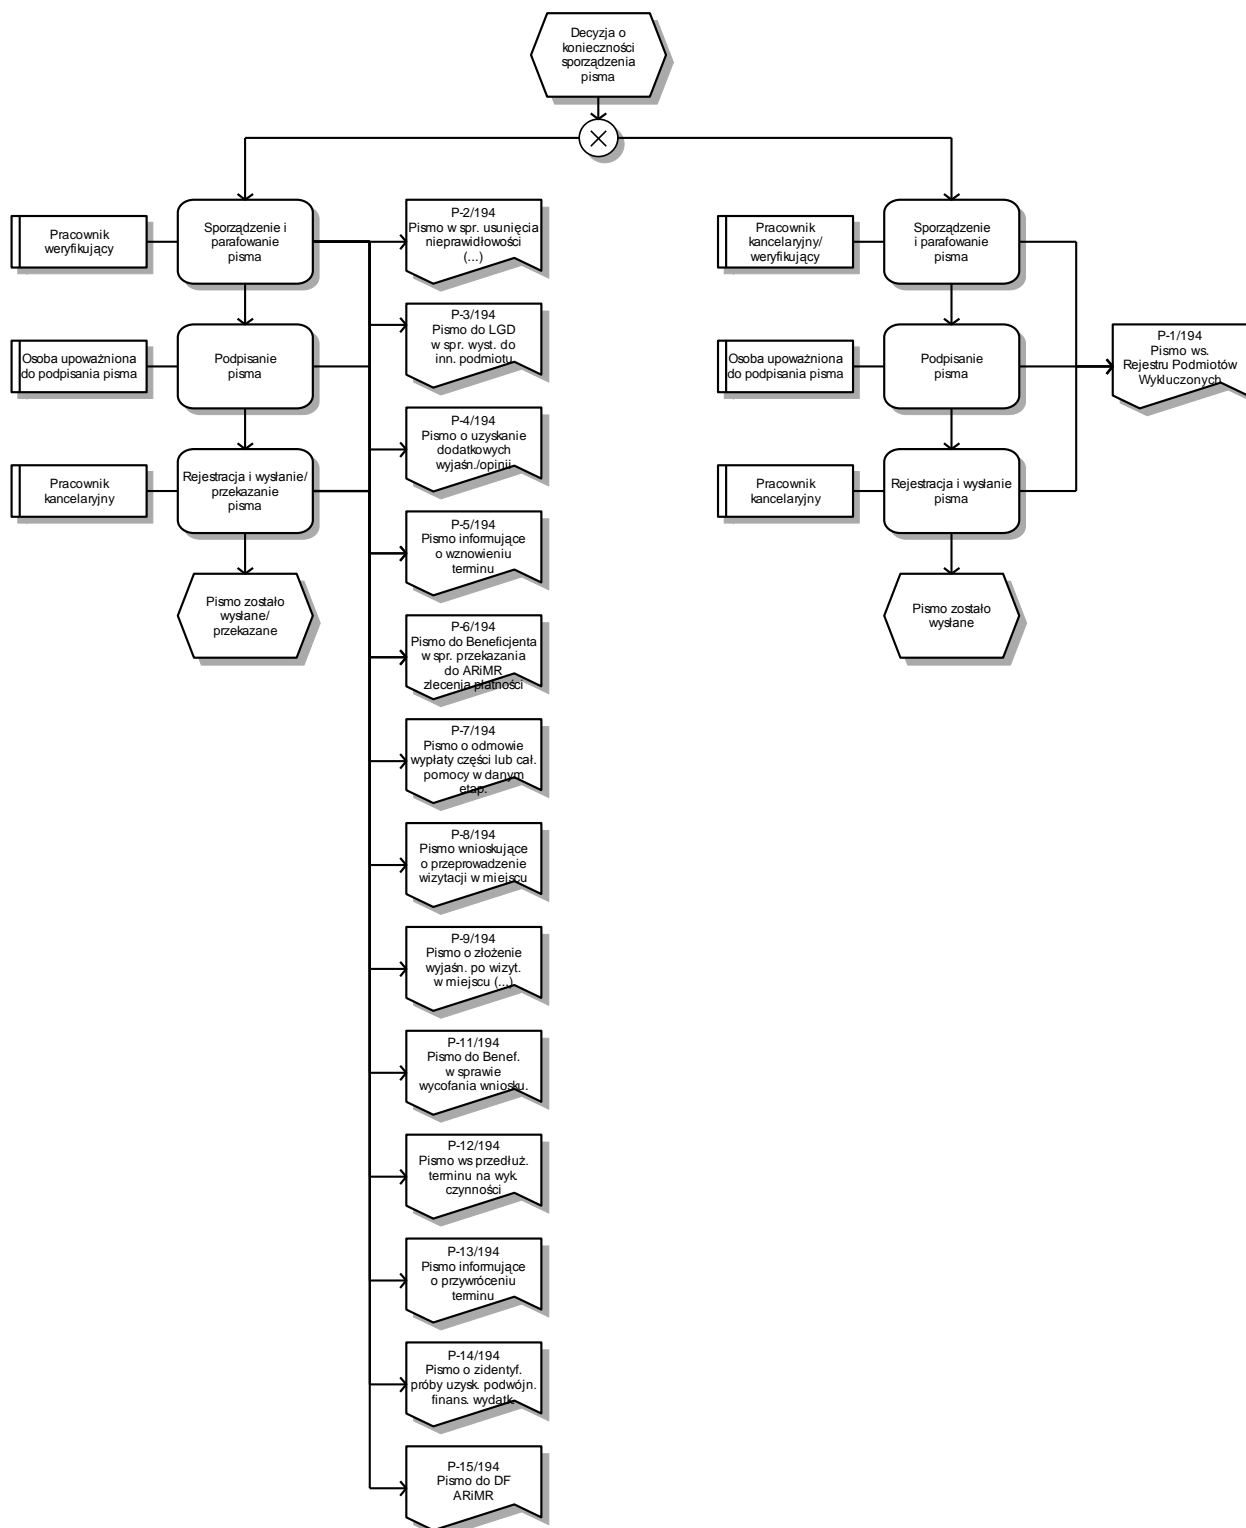 Decyzja o
konieczności
sporządzenia
pisma
Pracownik
weryfikujący
Sporządzenie i
parafowanie
pisma
Osoba upoważniona
do podpisania pisma
Podpisanie
pisma
Pracownik
kancelaryjny
Rejestracja i wysłanie/
przekazanie
pisma
Pismo zostało
wysłane/
przekazane
P-2/194
Pismo w spr. usunięcia
nieprawidłowości
(...)
P-3/194
Pismo do LGD
w spr. wyst. do
inn. podmiotu
P-4/194
Pismo o uzyskanie
dodatkowych
wyjaśn./opinii
P-5/194
Pismo informujące
o wznowieniu
terminu
P-6/194
Pismo do Beneficjenta
w spr. przekazania
do ARiMR
zlecenia płatności
P-7/194
Pismo o odmowie
wypłaty części lub cał.
pomocy w danym
etap.
P-8/194
Pismo wnioskujące
o przeprowadzenie
wizytacji w miejscu
P-9/194
Pismo o złożenie
wyjaśn. po wizyt.
w miejscu (...)
P-11/194
Pismo do Benef.
w sprawie
wycofania wniosku.
P-12/194
Pismo ws przedłuż.
terminu na wyk.
czynności
P-13/194
Pismo informujące
o przywróceniu
terminu
P-14/194
Pismo o zidentyf.
próby uzysk. podwójn.
finans. wydatk.
P-15/194
Pismo do DF
ARiMR
Pracownik
kancelaryjny/
weryfikujący
Sporządzenie
i parafowanie
pisma
Osoba upoważniona
do podpisania pisma
Podpisanie
pisma
Pracownik
kancelaryjny
Rejestracja i wysłanie
pisma
Pismo zostało
wysłane
P-1/194
Pismo ws.
Rejestru Podmiotów
Wykluczonych